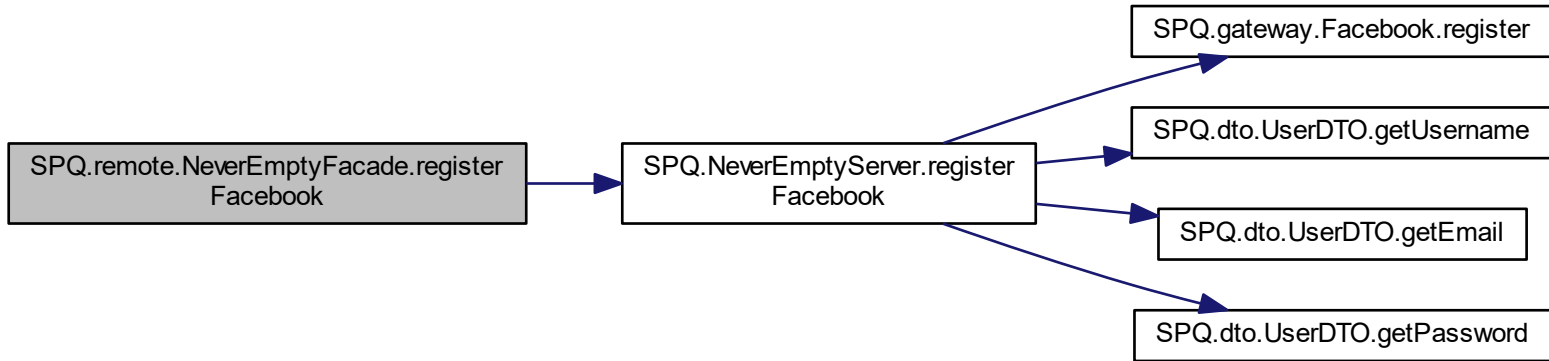 SPQ.remote.NeverEmptyFacade.register
Facebook
SPQ.NeverEmptyServer.register
Facebook
SPQ.gateway.Facebook.register
SPQ.dto.UserDTO.getUsername
SPQ.dto.UserDTO.getEmail
SPQ.dto.UserDTO.getPassword